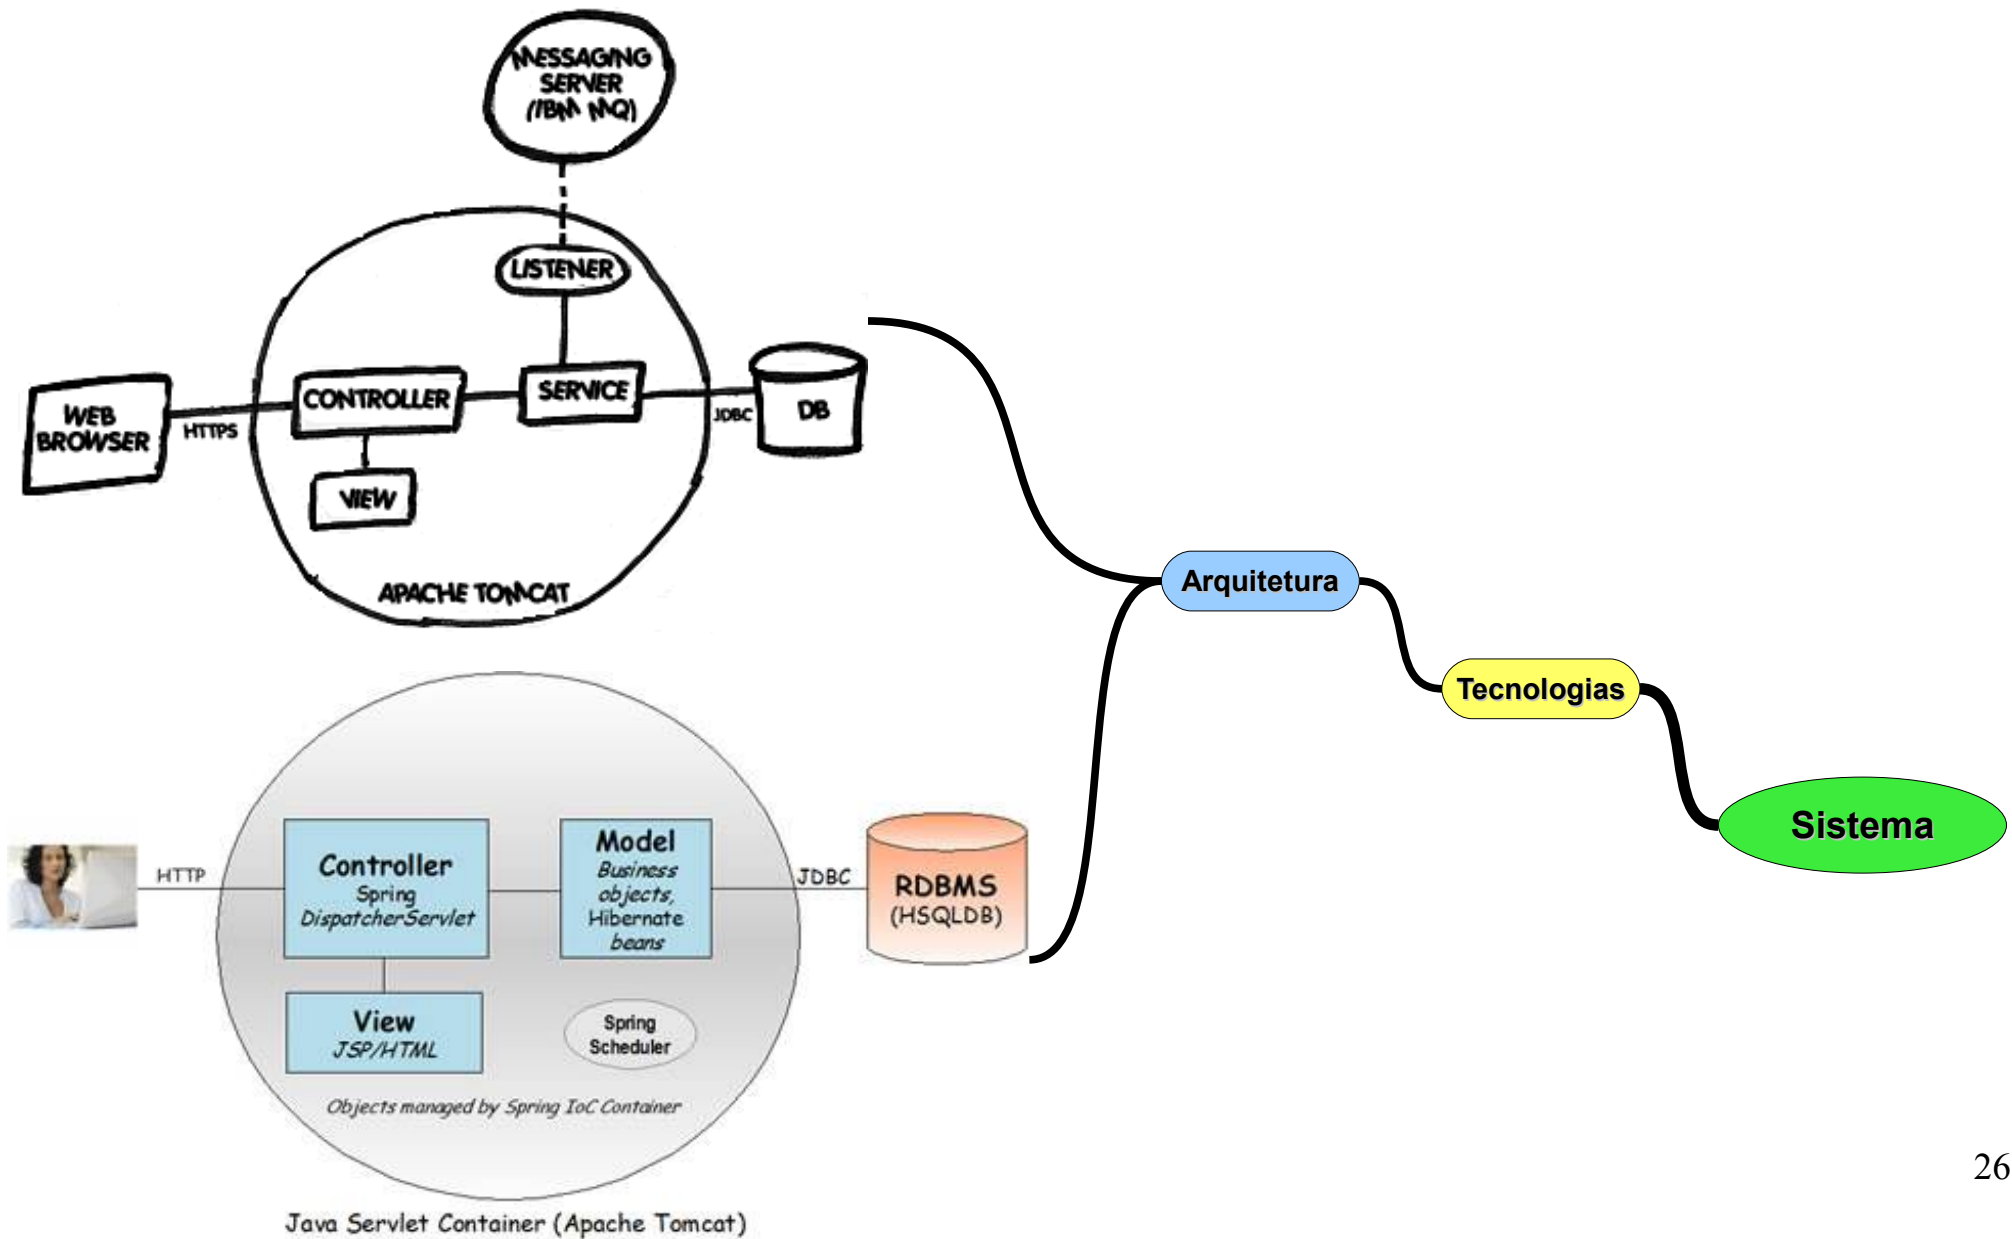 MESSAGING
SERVER
(IBM MQ)
LISTENER
CONTROLLER
SERVICE
WEB
BROWSER
HTTPS
JDBC
DB
VIEW
APACHE TOMCAT
Arquitetura
Tecnologias
Sistema
HTTP
Controller
Spring
DispatcherServlet
Model
Business
objects,
Hibernate
beans
JDBC
RDBMS
(HSQLDB)
View
JSP/HTML
Spring
Scheduler
Objects managed by Spring IoC Container
Java Servlet Container (Apache Tomcat)
26